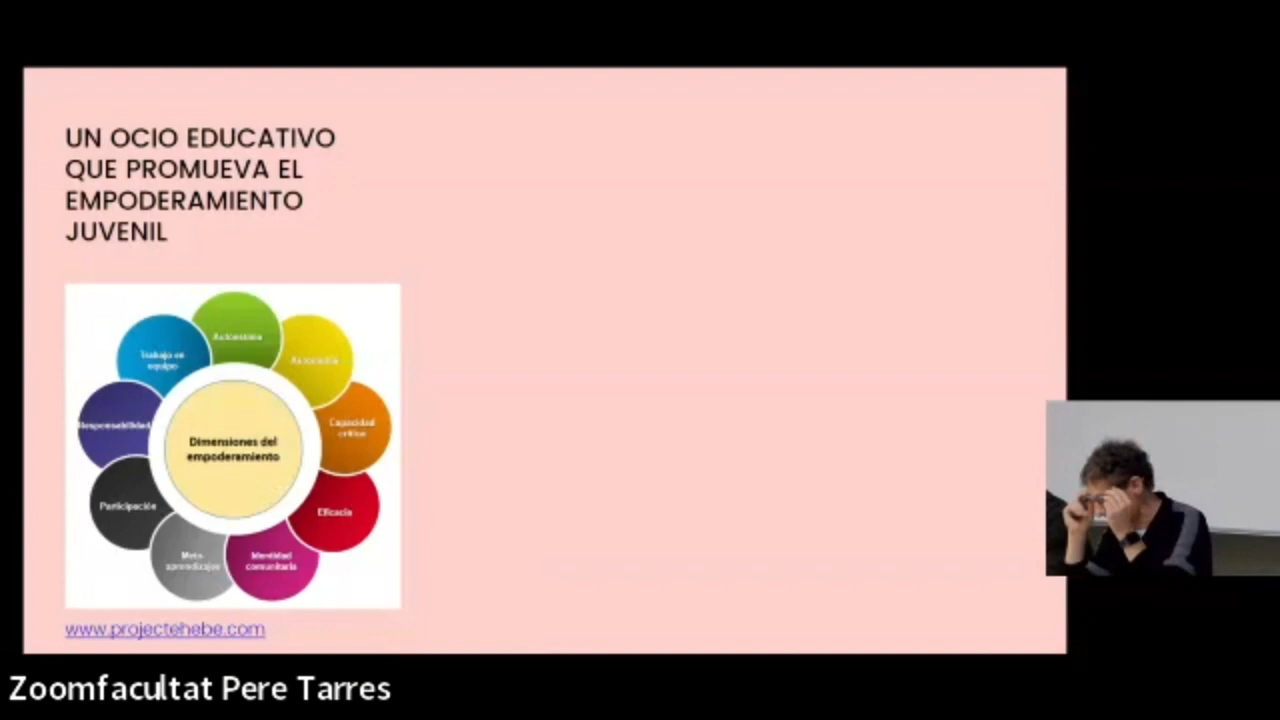 UN OCIO EDUCATIVO
QUE PROMUEVA EL
EMPODERAMIENTO
JUVENIL
Autoestima
Autonomía
Trabajo en
equipo
Capacidad
crítica
Responsabilidad
Dimensiones del
empoderamiento
Participación
Eficacia
Meta-
aprendizajes
Identidad
comunitaria
www.projectehebe.com
Zoomfacultat Pere Tarres